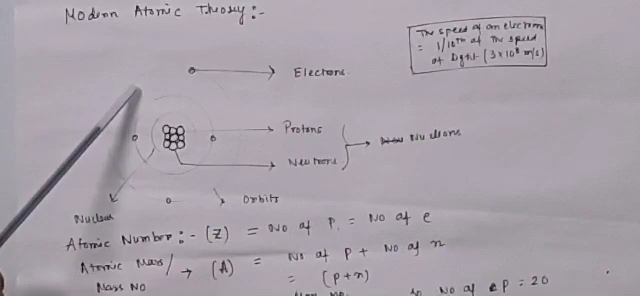 Modern Atomic Theory :-
The speed of an electron
= 1/10th of the speed
of light (3 x 10⁸ m/s)
Electrons.
Protons
Neutrons
Nucleons
Orbits
Nucleus
Atomic Number :- (Z) = No of P. = No of e
Atomic Mass/ → (A) = No of P + No of n
Mass No = (P+n)
No of P = 20